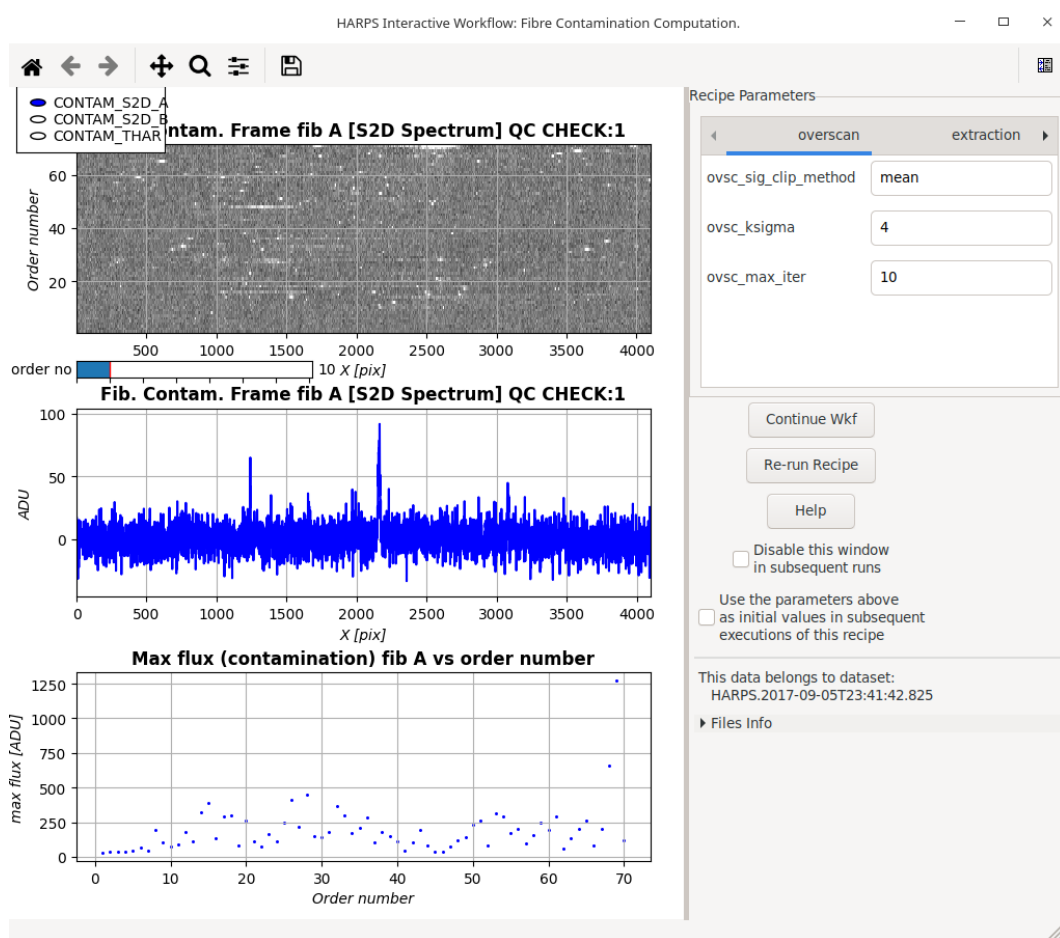 HARPS Interactive Workflow: Fibre Contamination Computation.
CONTAM_S2D_A
CONTAM_S2D_B
CONTAM_THAR
ontam. Frame fib A [S2D Spectrum] QC CHECK:1
Order number
60
40
20
500 1000 1500 2000 2500 3000 3500 4000
order no 10 X [pix]
Fib. Contam. Frame fib A [S2D Spectrum] QC CHECK:1
ADU
100
50
0
0 500 1000 1500 2000 2500 3000 3500 4000
X [pix]
Max flux (contamination) fib A vs order number
max flux [ADU]
1250
1000
750
500
250
0
0 10 20 30 40 50 60 70
Order number
Recipe Parameters
overscan extraction
ovsc_sig_clip_method mean
ovsc_ksigma 4
ovsc_max_iter 10
Continue Wkf
Re-run Recipe
Help
Disable this window
in subsequent runs
Use the parameters above
as initial values in subsequent
executions of this recipe
This data belongs to dataset:
HARPS.2017-09-05T23:41:42.825
Files Info